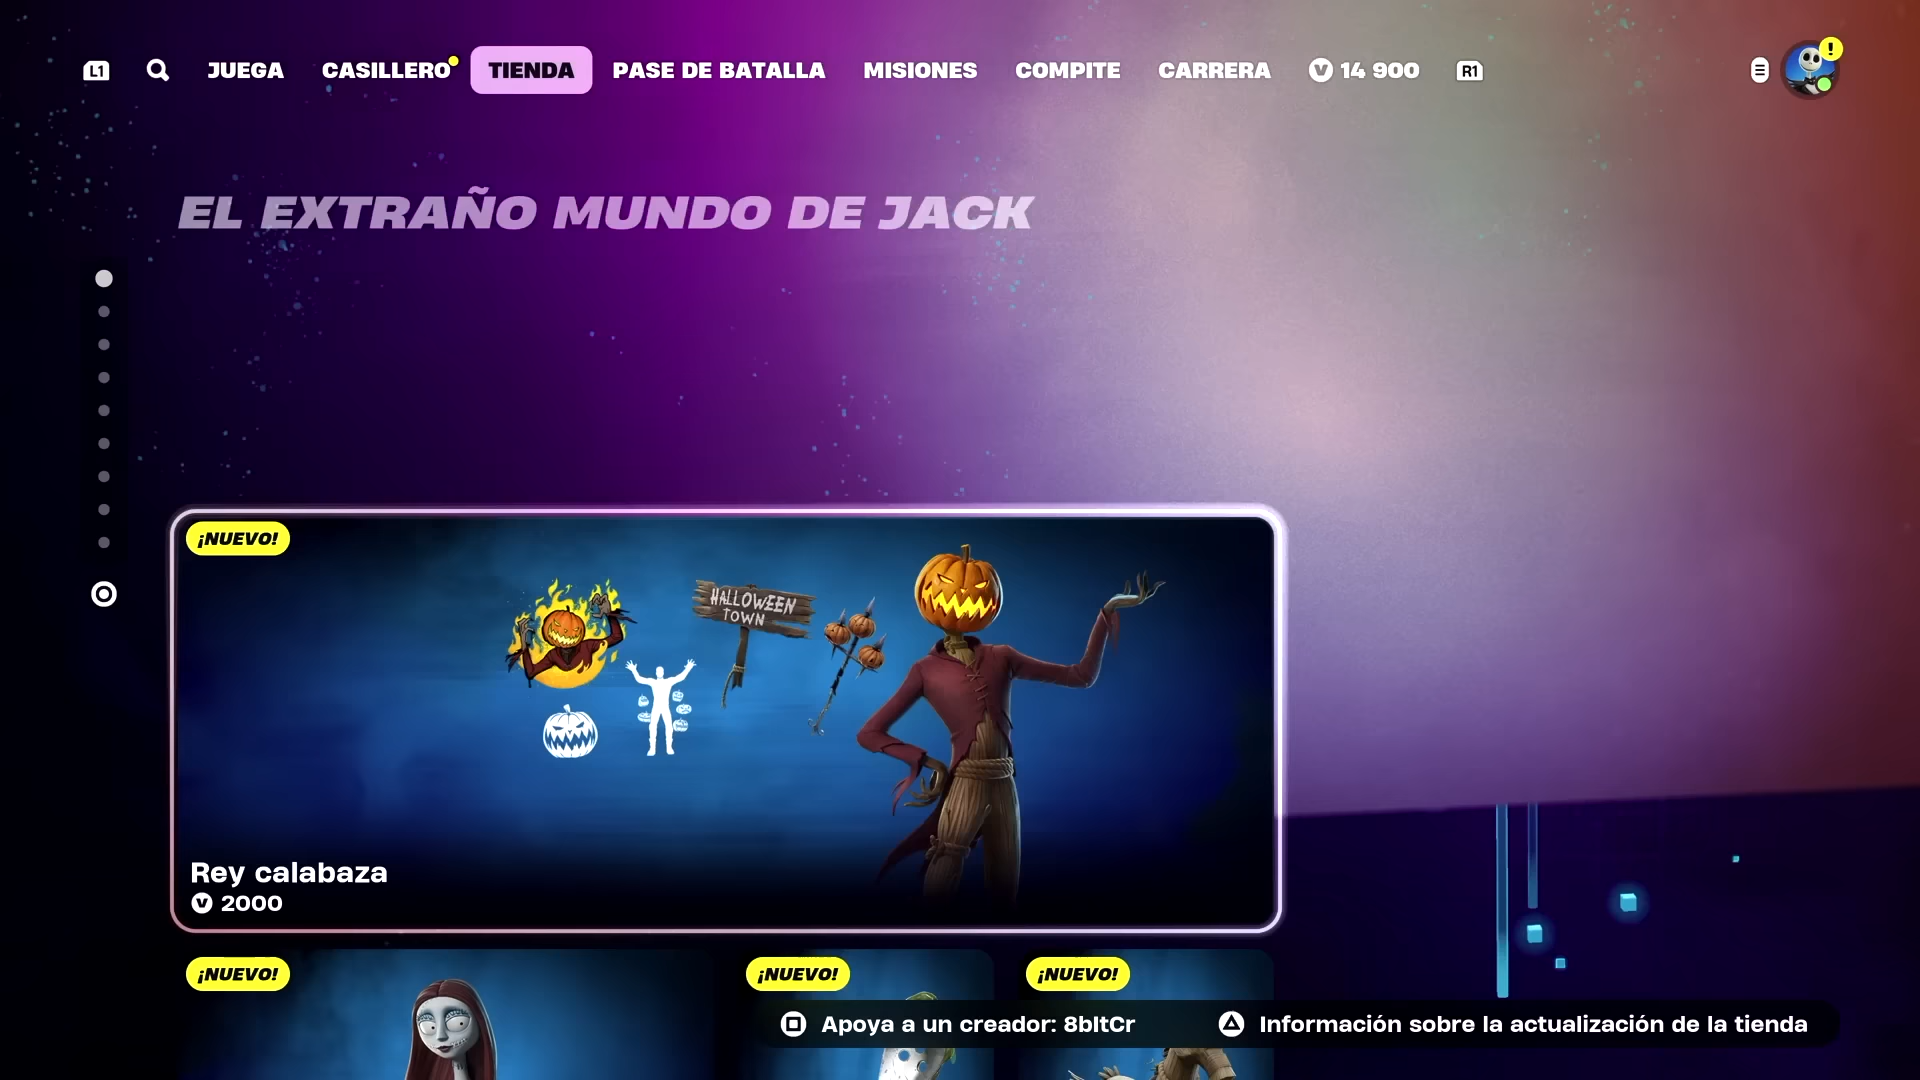 L1
JUEGA
CASILLERO
TIENDA
PASE DE BATALLA
MISIONES
COMPITE
CARRERA
14 900
R1
!
EL EXTRAÑO MUNDO DE JACK
¡NUEVO!
HALLOWEEN
TOWN
Rey calabaza
2000
¡NUEVO!
¡NUEVO!
¡NUEVO!
Apoya a un creador: 8bItCr
Información sobre la actualización de la tienda